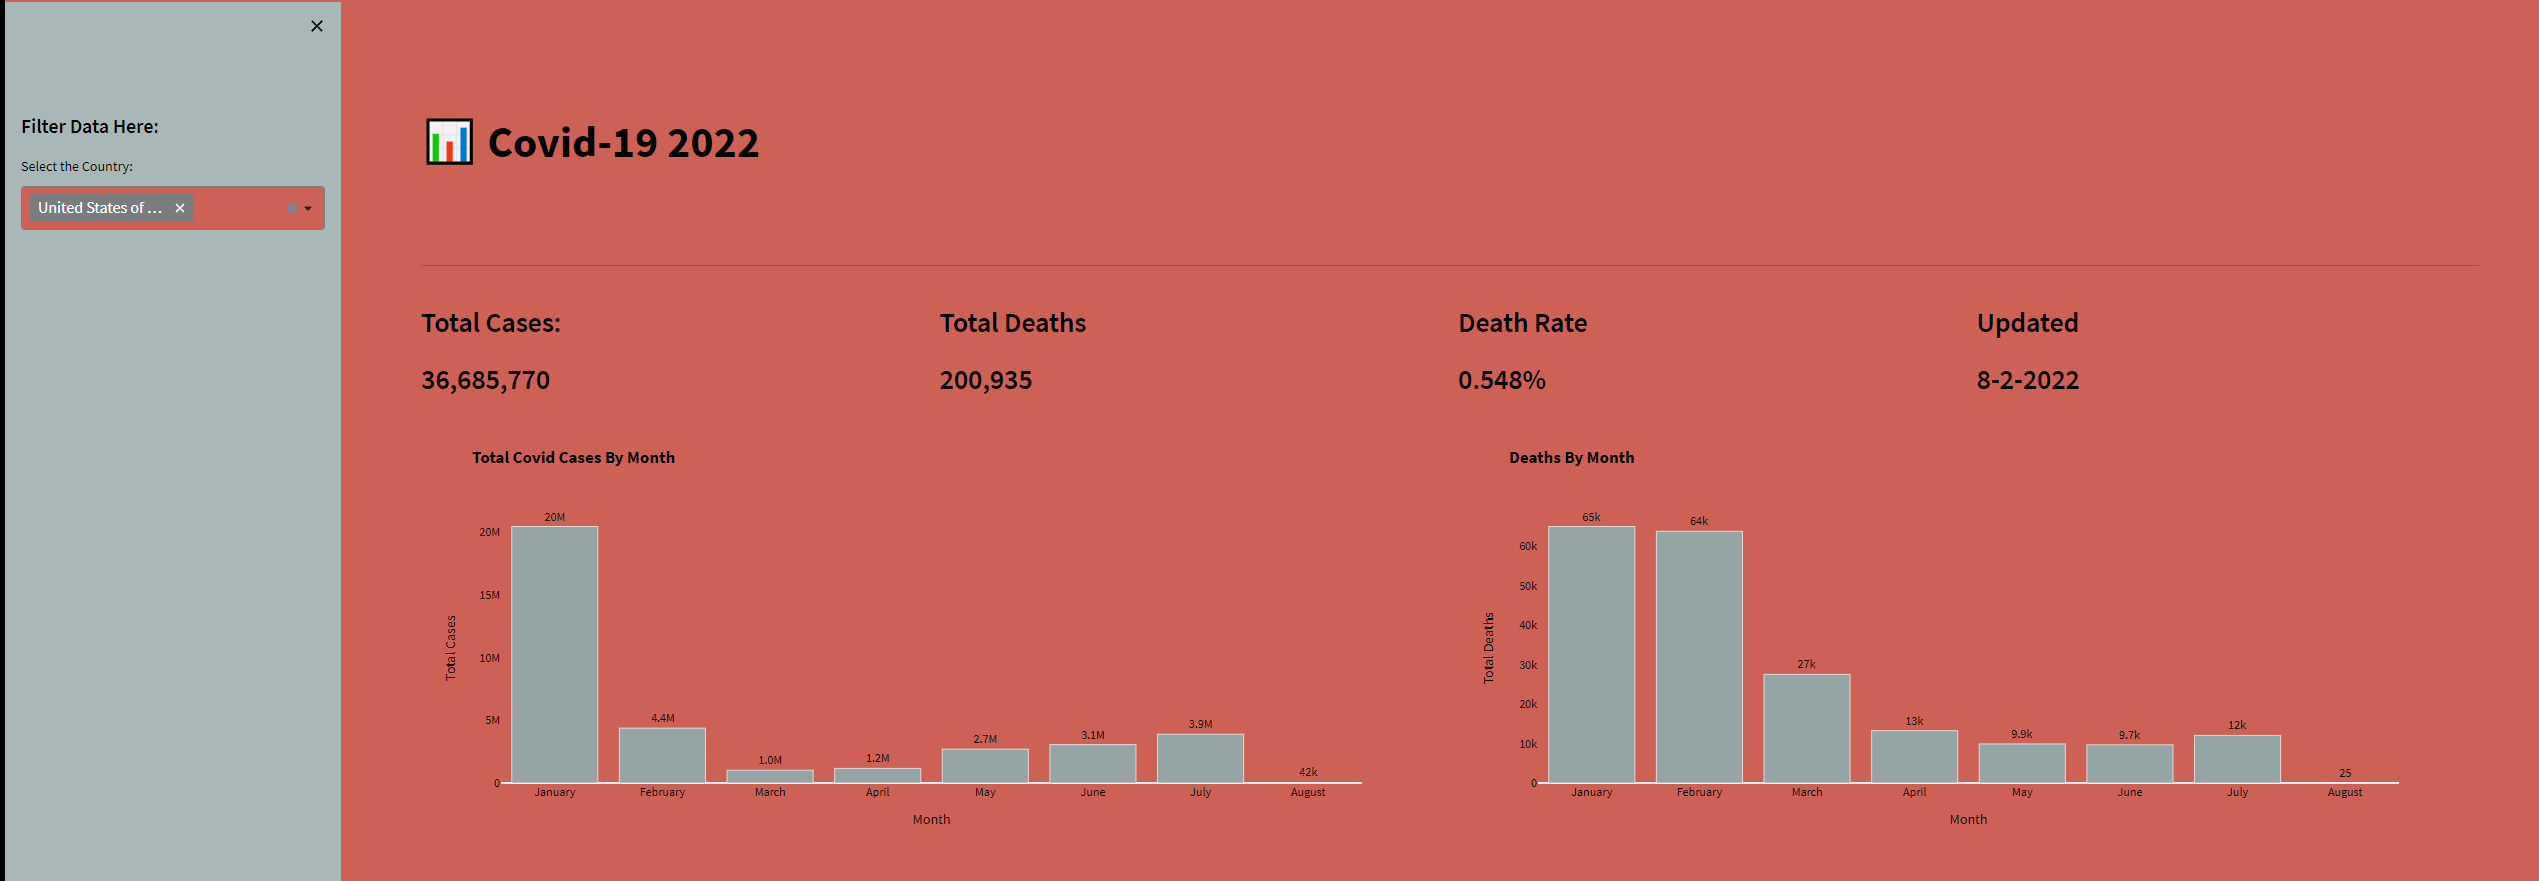 Filter Data Here:
Select the Country:
United States of ...
Covid-19 2022
Total Cases:
36,685,770
Total Deaths
200,935
Death Rate
0.548%
Updated
8-2-2022
Total Covid Cases By Month
Total Cases
20M
15M
10M
5M
0
20M
4.4M
1.0M
1.2M
2.7M
3.1M
3.9M
42k
January February March April May June July August
Month
Deaths By Month
Total Deaths
60k
50k
40k
30k
20k
10k
0
65k
64k
27k
13k
9.9k
9.7k
12k
25
January February March April May June July August
Month